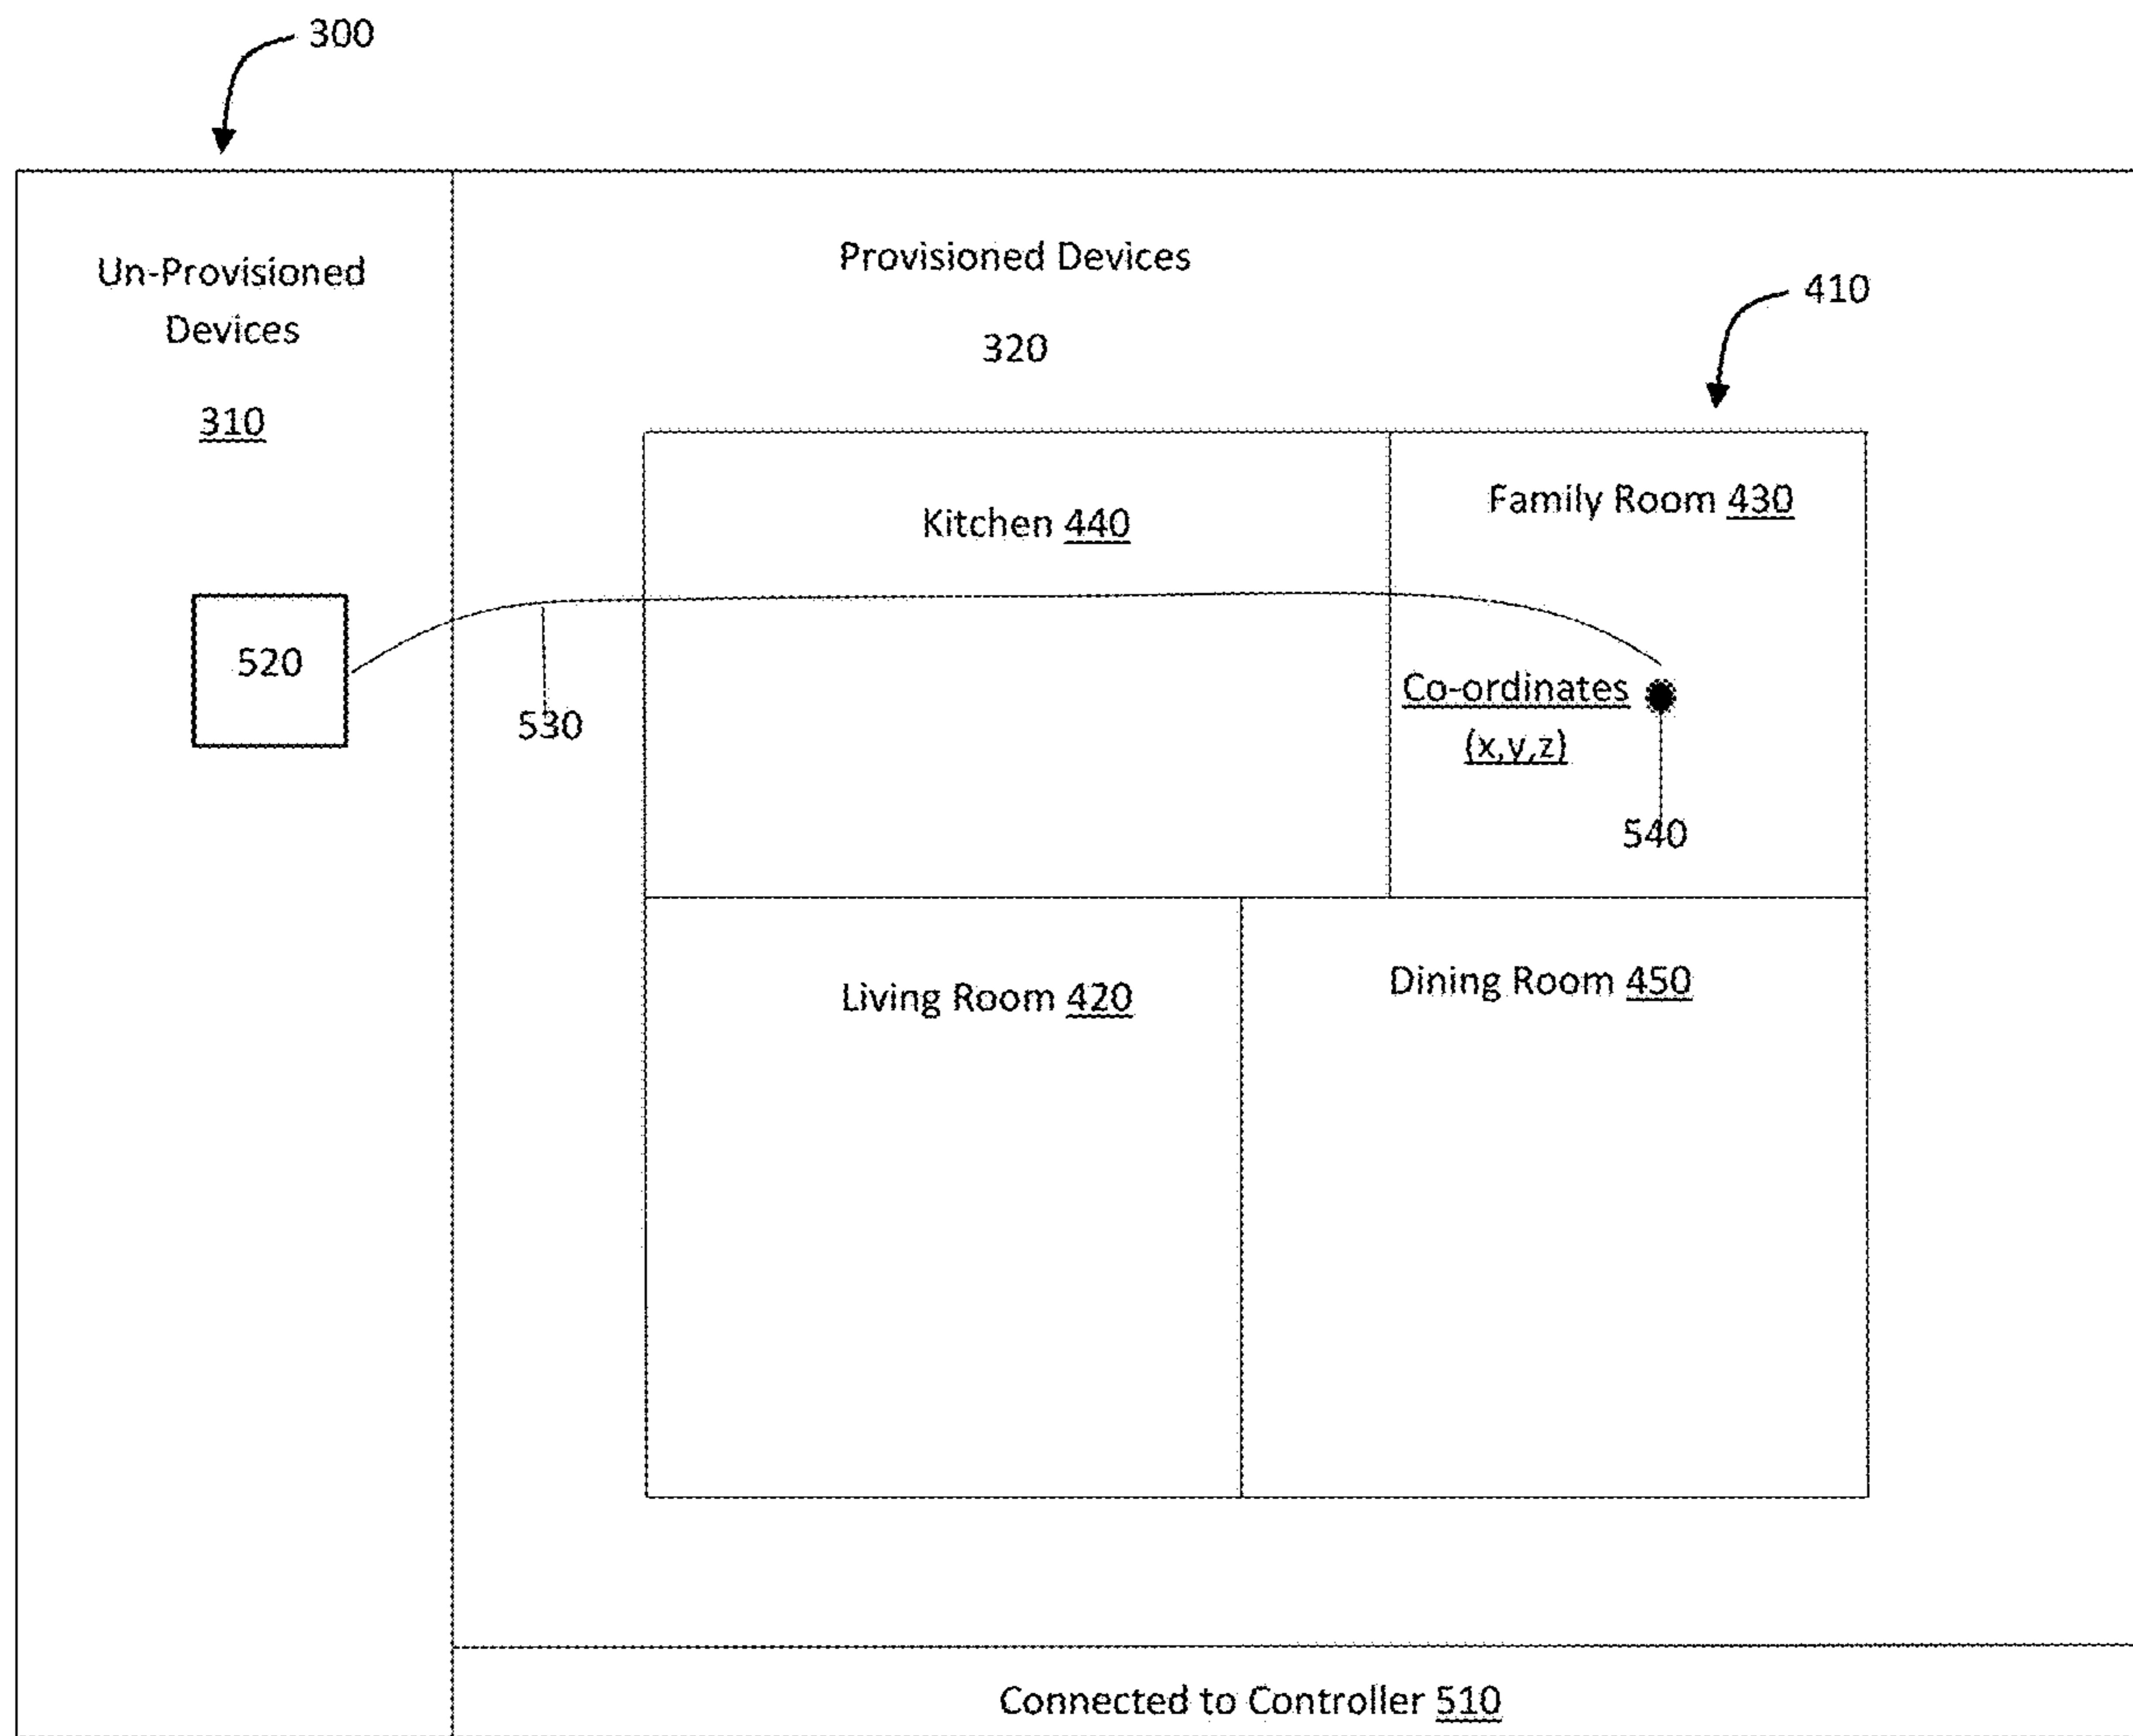 300
Un-Provisioned
Devices
310
Provisioned Devices
320
410
Kitchen 440
Family Room 430
520
530
Co-ordinates
(x,y,z)
540
Living Room 420
Dining Room 450
Connected to Controller 510